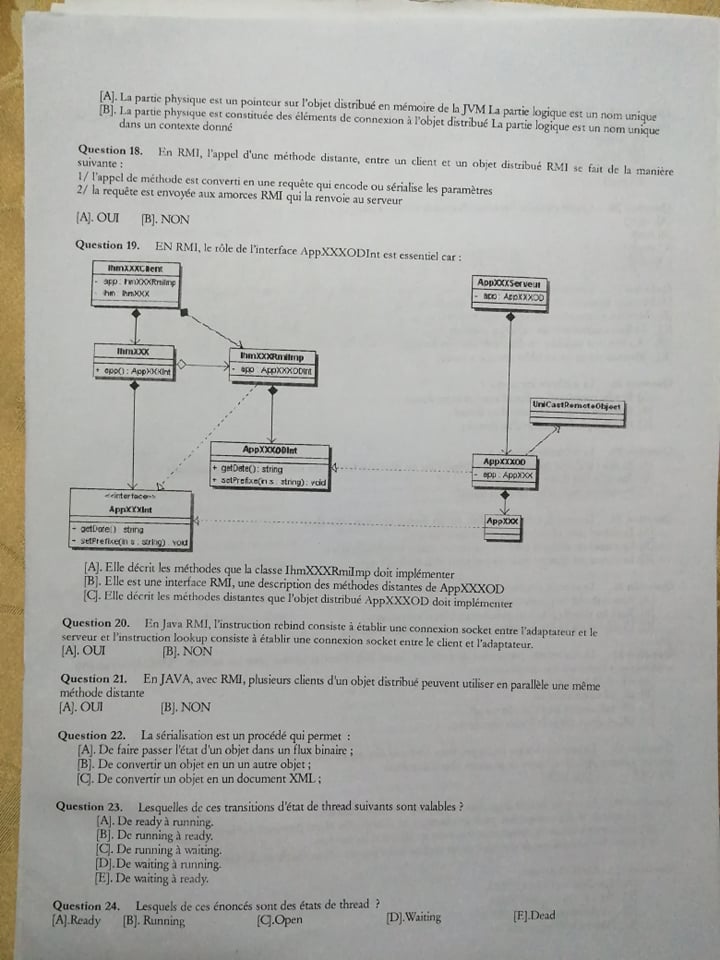 [A]. La partie physique est un pointeur sur l'objet distribué en mémoire de la JVM La partie logique est un nom unique
[B]. La partie physique est constituée des éléments de connexion à l'objet distribué La partie logique est un nom unique
dans un contexte donné
Question 18. En RMI, l'appel d'une méthode distante, entre un client et un objet distribué RMI se fait de la manière
suivante :
1/ l'appel de méthode est converti en une requête qui encode ou sérialise les paramètres
2/ la requête est envoyée aux amorces RMI qui la renvoie au serveur
[A]. OUI [B]. NON
Question 19. EN RMI, le rôle de l'interface AppXXXODInt est essentiel car :
IhmXXXClient
- app : IhmXXXRmiImp
- ihm : IhmXXX
AppXXXServeur
- app : AppXXXOD
IhmXXX
+ app() : AppXXXInt
IhmXXXRmiImp
- app : AppXXXODInt
UniCastRemoteObject
AppXXXODInt
+ getDate() : string
+ setPrefixe(in s : string) : void
AppXXXOD
- app : AppXXX
<<interface>>
AppXXXInt
- getDate() : string
- setPrefixe(in s : string) : void
AppXXX
[A]. Elle décrit les méthodes que la classe IhmXXXRmiImp doit implémenter
[B]. Elle est une interface RMI, une description des méthodes distantes de AppXXXOD
[C]. Elle décrit les méthodes distantes que l'objet distribué AppXXXOD doit implémenter
Question 20. En Java RMI, l'instruction rebind consiste à établir une connexion socket entre l'adaptateur et le
serveur et l'instruction lookup consiste à établir une connexion socket entre le client et l'adaptateur.
[A]. OUI [B]. NON
Question 21. En JAVA, avec RMI, plusieurs clients d'un objet distribué peuvent utiliser en parallèle une même
méthode distante
[A]. OUI [B]. NON
Question 22. La sérialisation est un procédé qui permet :
[A]. De faire passer l'état d'un objet dans un flux binaire ;
[B]. De convertir un objet en un un autre objet ;
[C]. De convertir un objet en un document XML ;
Question 23. Lesquelles de ces transitions d'état de thread suivants sont valables ?
[A]. De ready à running.
[B]. De running à ready.
[C]. De running à waiting.
[D]. De waiting à running.
[E]. De waiting à ready.
Question 24. Lesquels de ces énoncés sont des états de thread ?
[A].Ready [B]. Running [C].Open [D].Waiting [E].Dead